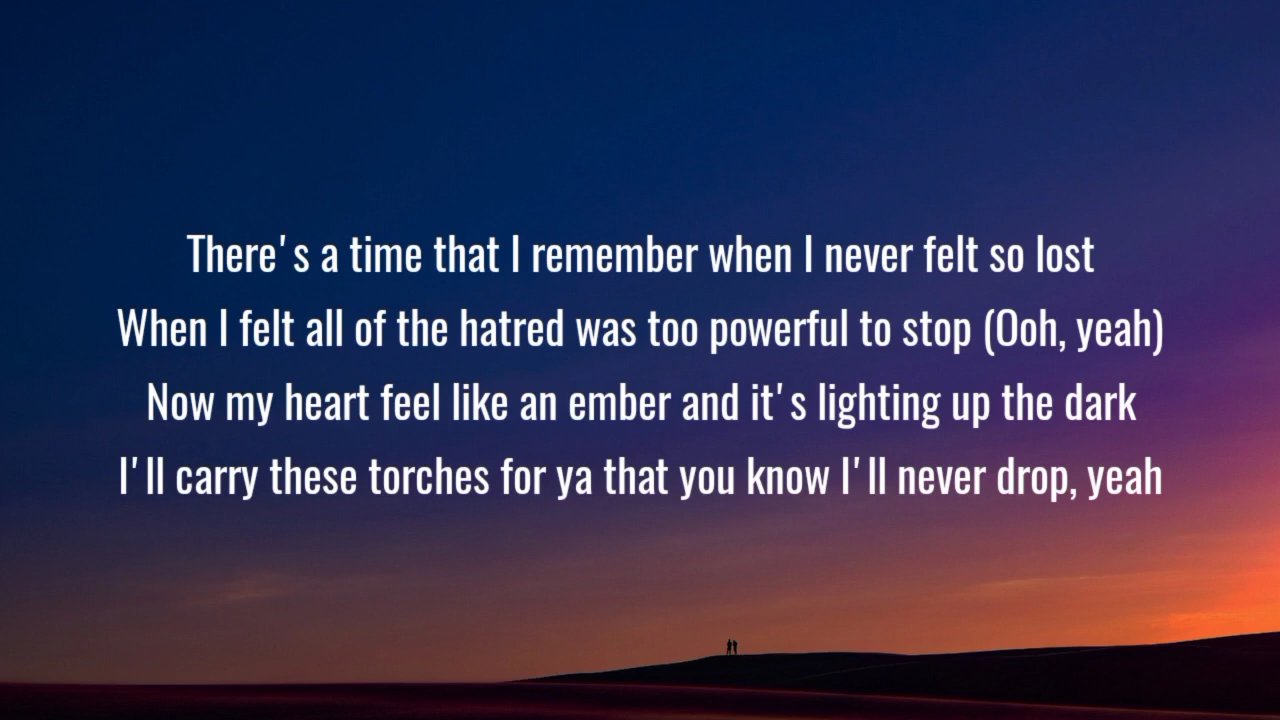 There's a time that I remember when I never felt so lost
When I felt all of the hatred was too powerful to stop (Ooh, yeah)
Now my heart feel like an ember and it's lighting up the dark
I'll carry these torches for ya that you know I'll never drop, yeah